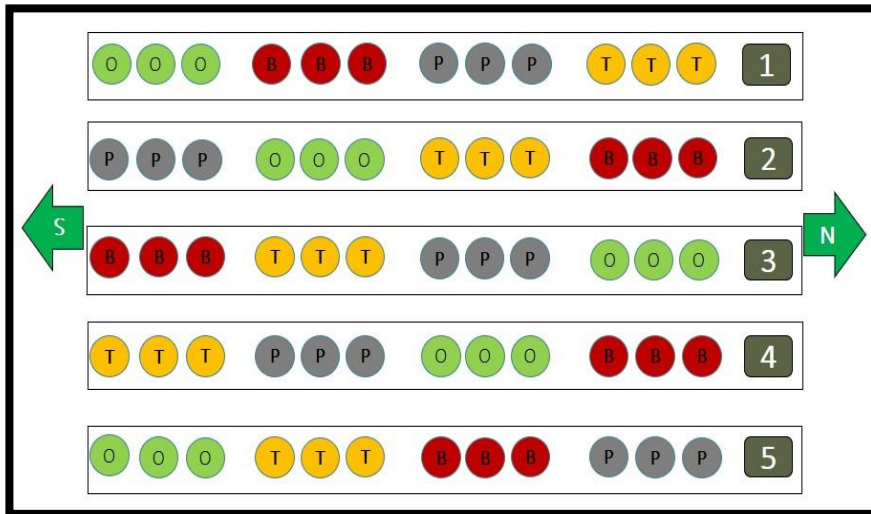 O O O B B B P P P T T T 1
P P P O O O T T T B B B 2
S
N
B B B T T T P P P O O O 3
T T T P P P O O O B B B 4
O O O T T T B B B P P P 5